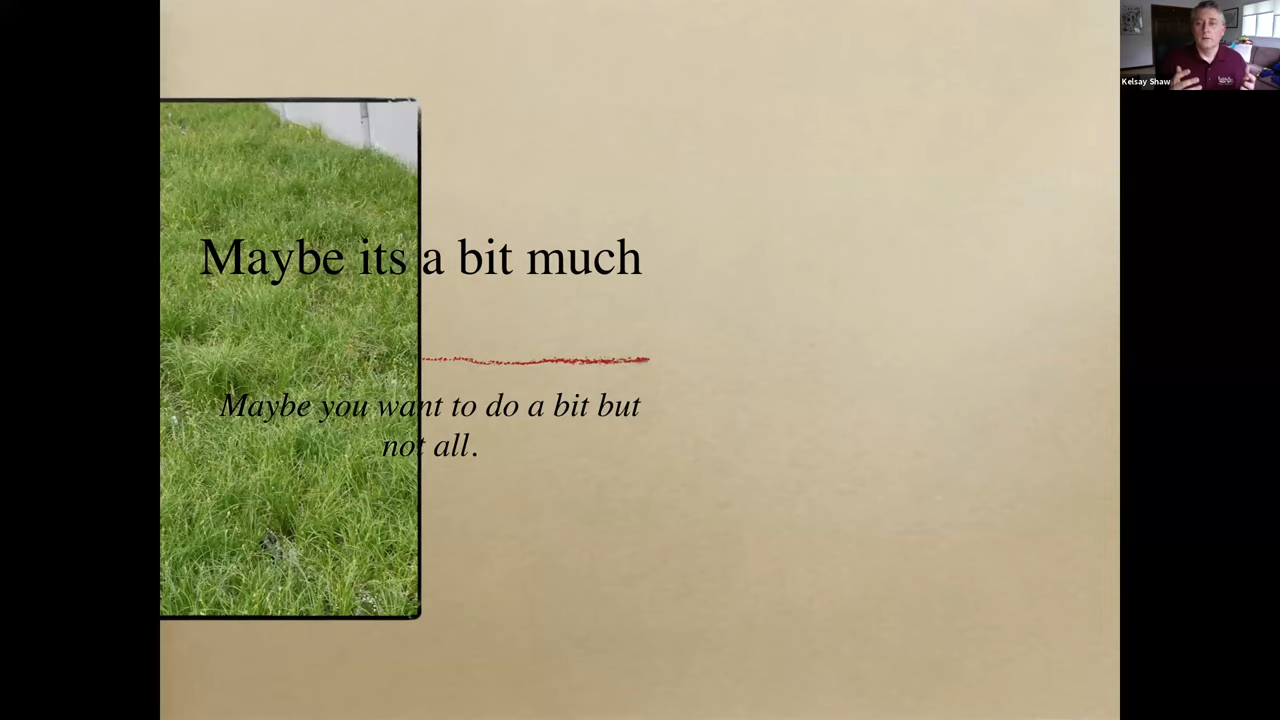 Kelsay Shaw
Maybe its a bit much
Maybe you want to do a bit but
not all.